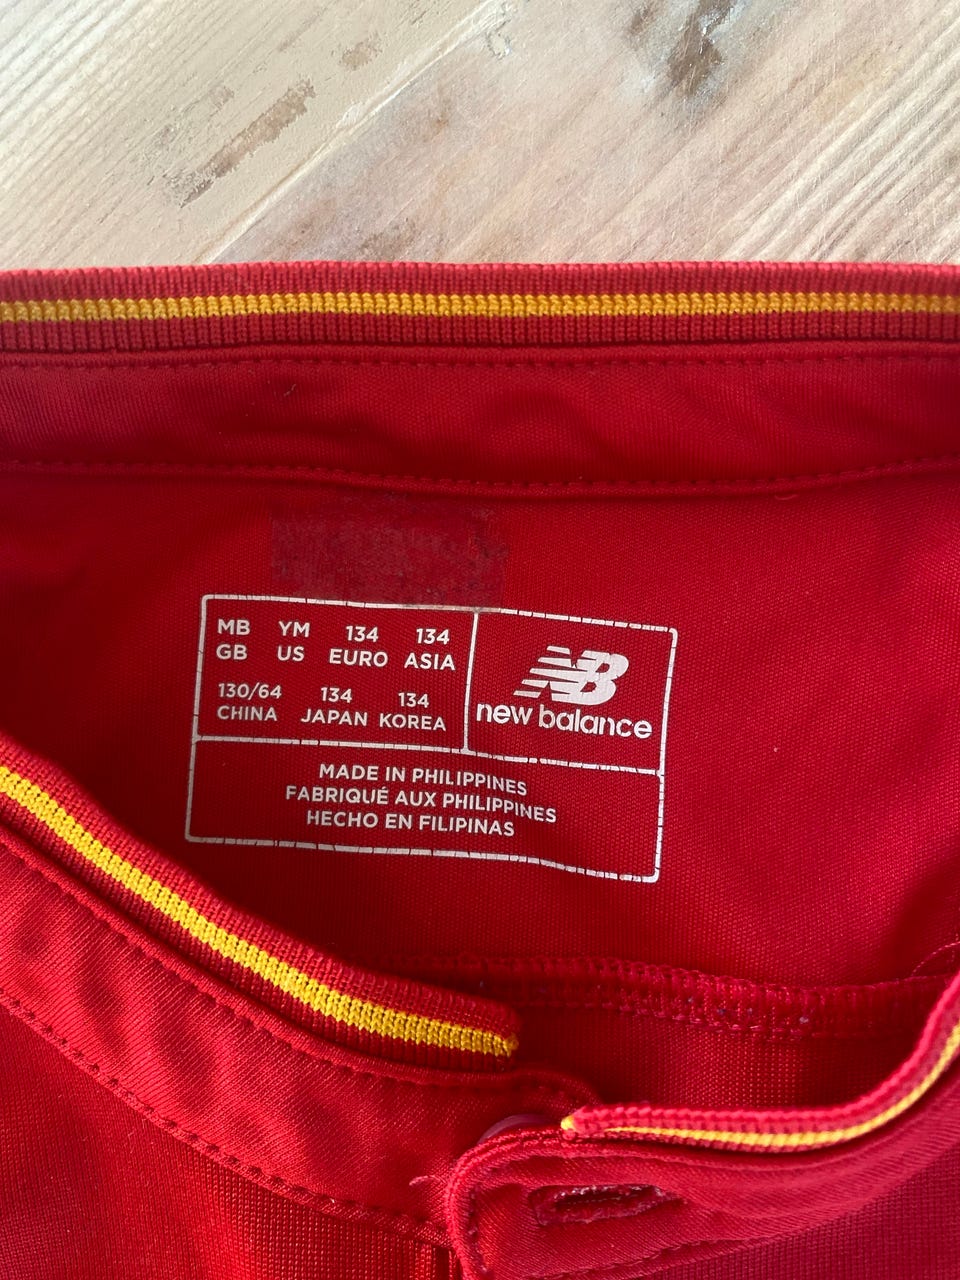 MB YM 134 134
GB US EURO ASIA
130/64 134 134
CHINA JAPAN KOREA
NB
new balance
MADE IN PHILIPPINES
FABRIQUÉ AUX PHILIPPINES
HECHO EN FILIPINAS